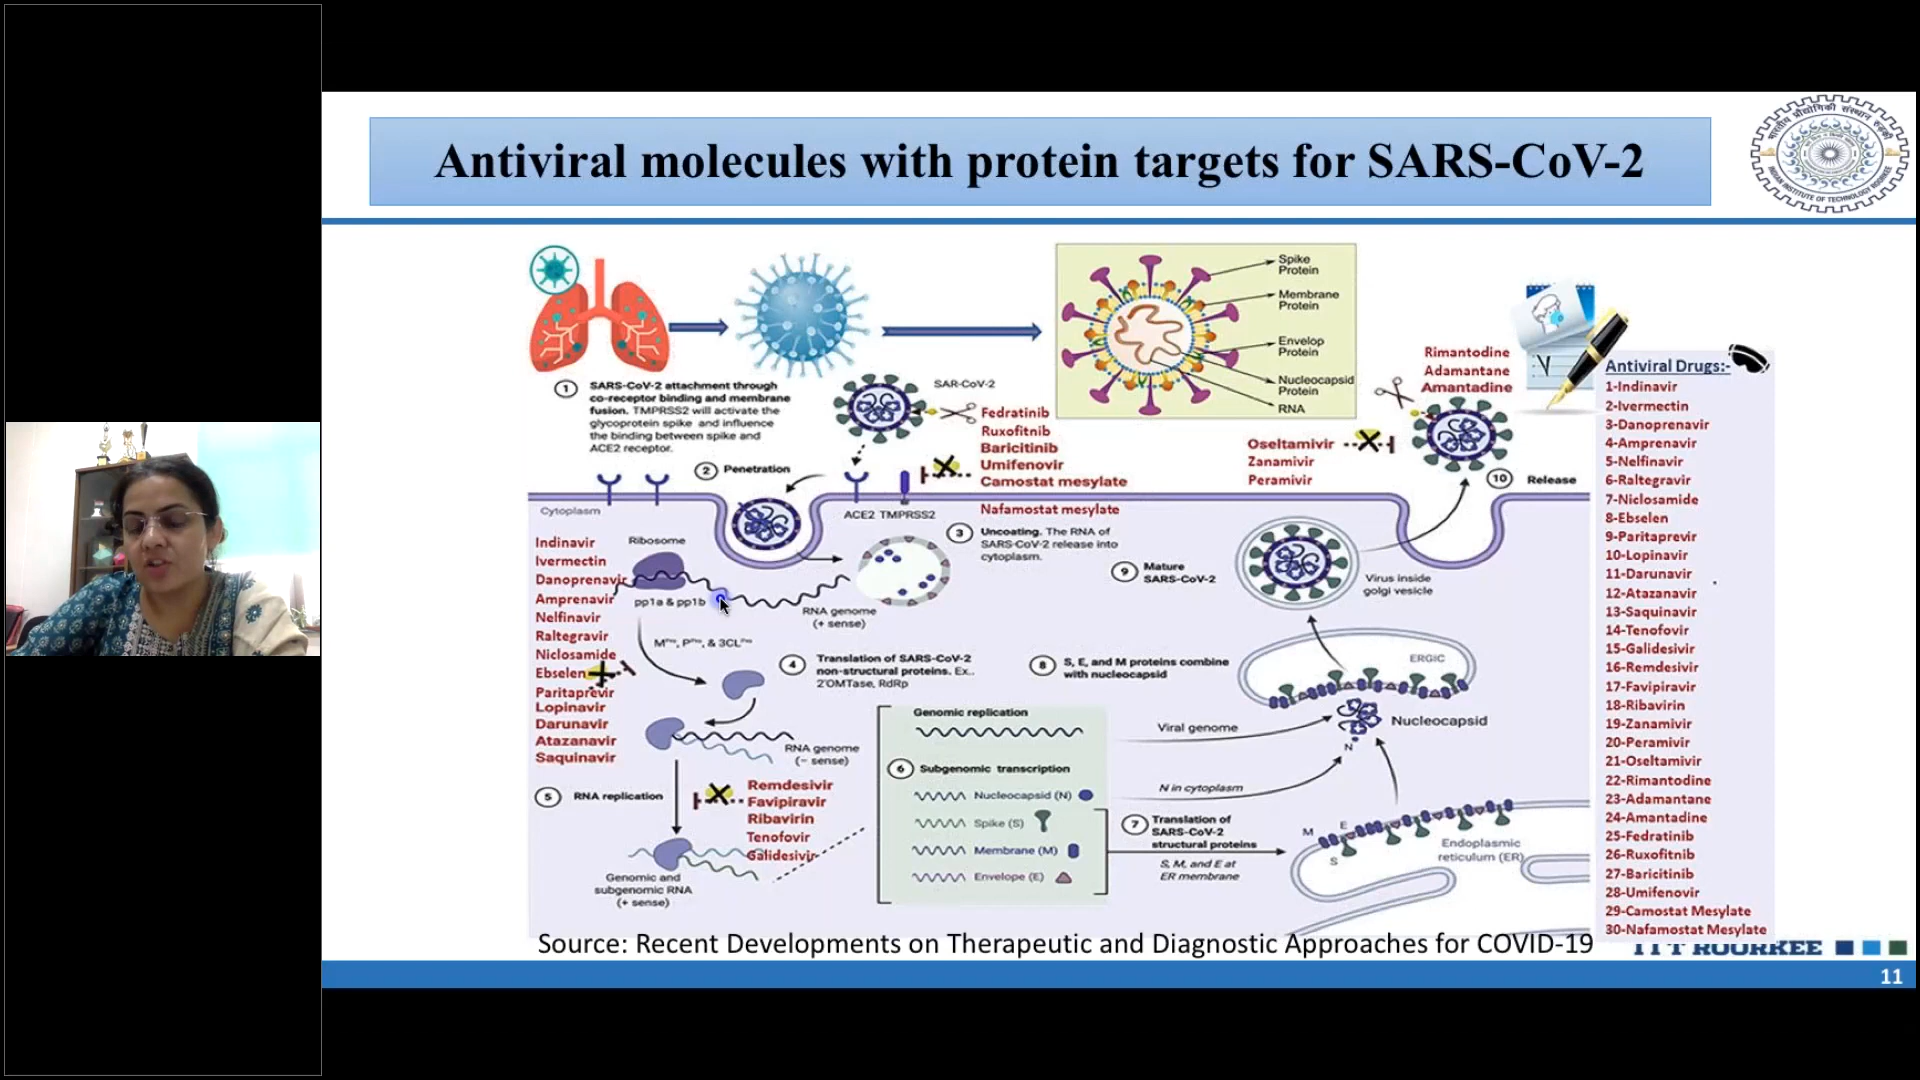 Antiviral molecules with protein targets for SARS-CoV-2
भारतीय प्रौद्योगिकी संस्थान रुड़की
INDIAN INSTITUTE OF TECHNOLOGY ROORKEE
Spike
Protein
Membrane
Protein
Envelop
Protein
Nucleocapsid
Protein
RNA
1
SARS-CoV-2 attachment through
co-receptor binding and membrane
fusion. TMPRSS2 will activate the
glycoprotein spike and influence
the binding between spike and
ACE2 receptor.
SAR-CoV-2
Fedratinib
Ruxofitnib
Baricitinib
Umifenovir
Camostat mesylate
Nafamostat mesylate
2 Penetration
ACE2 TMPRSS2
Rimantodine
Adamantane
Amantadine
Oseltamivir
Zanamivir
Peramivir
10 Release
Cytoplasm
Ribosome
Indinavir
Ivermectin
Danoprenavir
Amprenavir
Nelfinavir
Raltegravir
Niclosamide
Ebselen
Paritaprevir
Lopinavir
Darunavir
Atazanavir
Saquinavir
pp1a & pp1b
RNA genome
(+ sense)
3 Uncoating. The RNA of
SARS-CoV-2 release into
cytoplasm.
9 Mature
SARS-CoV-2
Virus inside
golgi vesicle
Mᴾʳᵒ, Pᴾʳᵒ, & 3CLᴾʳᵒ
4 Translation of SARS-CoV-2
non-structural proteins. Ex..
2'OMTase, RdRp
8 S, E, and M proteins combine
with nucleocapsid
ERGIC
RNA genome
(− sense)
5 RNA replication
Remdesivir
Favipiravir
Ribavirin
Tenofovir
Galidesivir
Genomic and
subgenomic RNA
(+ sense)
Genomic replication
6 Subgenomic transcription
Nucleocapsid (N)
Spike (S)
Membrane (M)
Envelope (E)
Viral genome
Nucleocapsid
N
N in cytoplasm
7 Translation of
SARS-CoV-2
structural proteins
S, M, and E at
ER membrane
M
E
S
Endoplasmic
reticulum (ER)
Antiviral Drugs:-
1-Indinavir
2-Ivermectin
3-Danoprenavir
4-Amprenavir
5-Nelfinavir
6-Raltegravir
7-Niclosamide
8-Ebselen
9-Paritaprevir
10-Lopinavir
11-Darunavir
12-Atazanavir
13-Saquinavir
14-Tenofovir
15-Galidesivir
16-Remdesivir
17-Favipiravir
18-Ribavirin
19-Zanamivir
20-Peramivir
21-Oseltamivir
22-Rimantodine
23-Adamantane
24-Amantadine
25-Fedratinib
26-Ruxofitnib
27-Baricitinib
28-Umifenovir
29-Camostat Mesylate
30-Nafamostat Mesylate
Source: Recent Developments on Therapeutic and Diagnostic Approaches for COVID-19
IIT ROORKEE
11